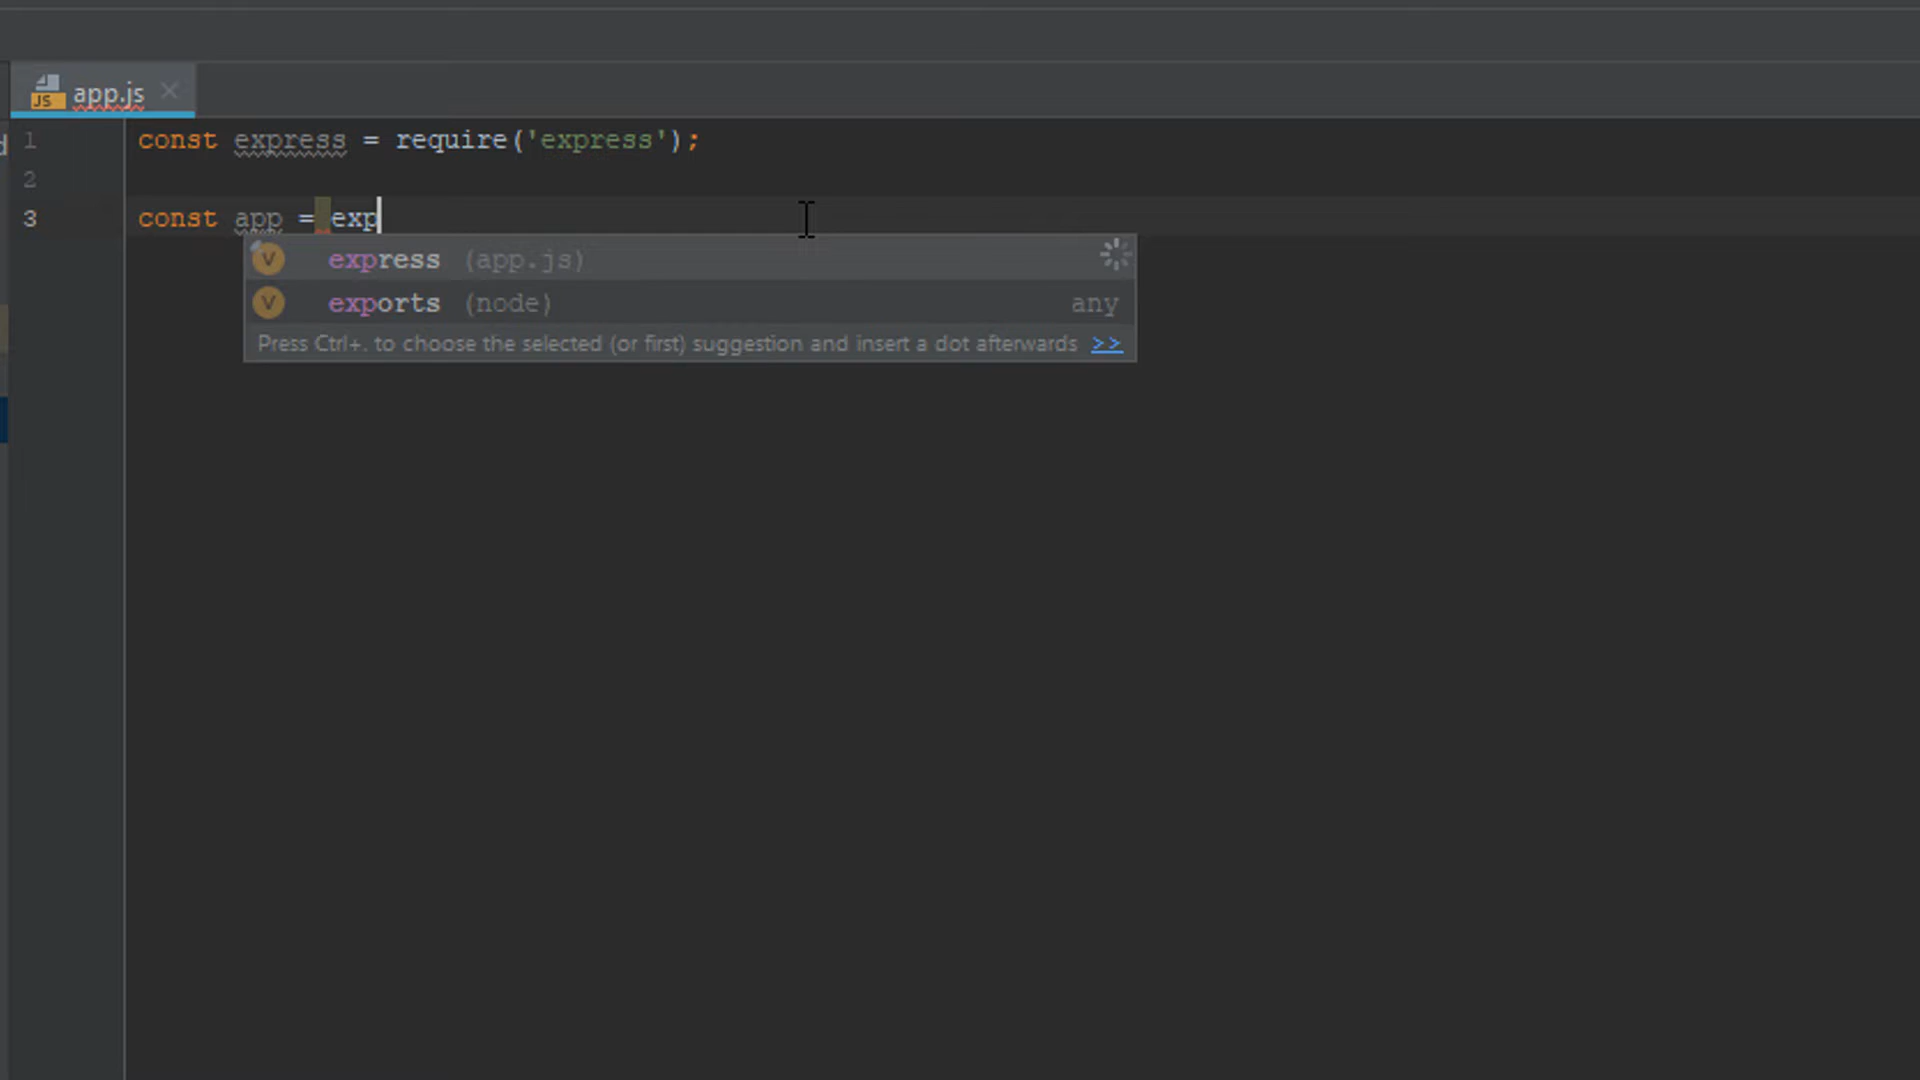 JS app.js
d
1 const express = require('express');
2
3 const app = exp
V express (app.js)
V exports (node) any
Press Ctrl+. to choose the selected (or first) suggestion and insert a dot afterwards >>